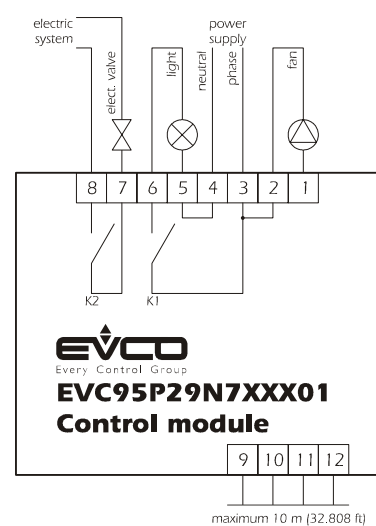 electric
system
elect. valve
light
neutral
power
supply
phase
fan
8 7 6 5 4 3 2 1
K2 K1
EVCO
Every Control Group
EVC95P29N7XXX01
Control module
9 10 11 12
maximum 10 m (32.808 ft)